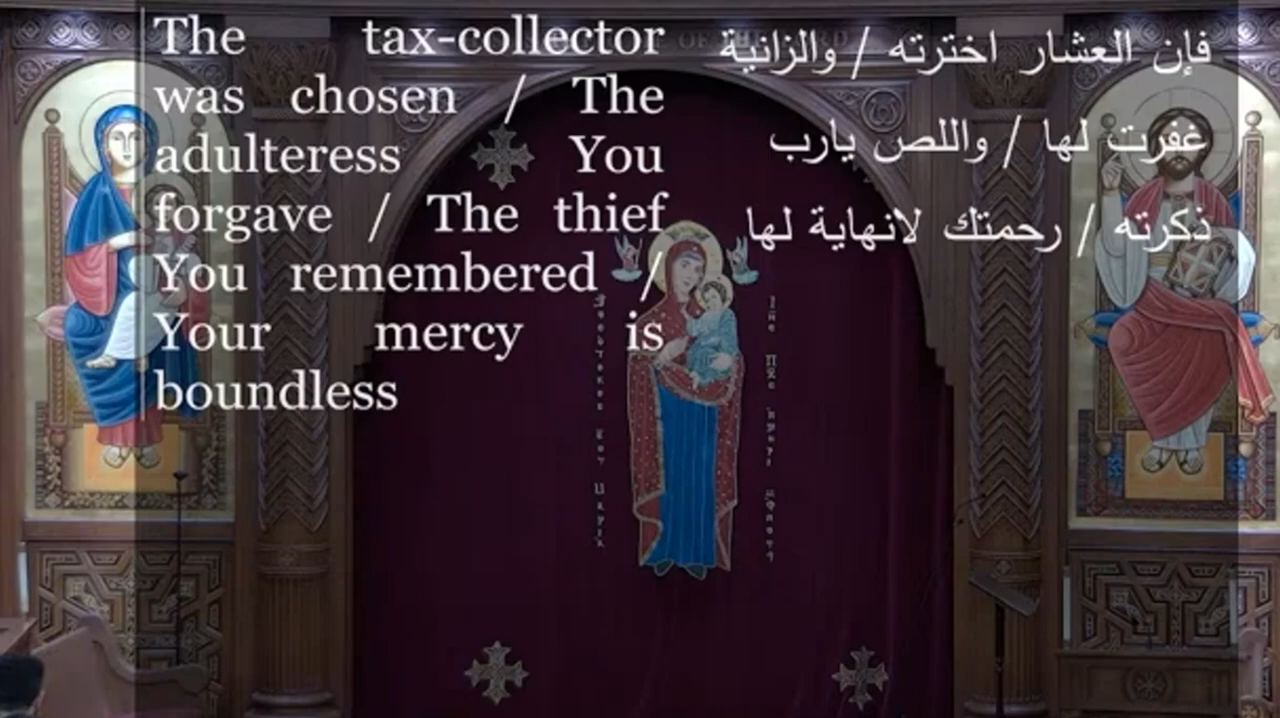 The tax-collector
was chosen / The
adulteress You
forgave / The thief
You remembered /
Your mercy is
boundless
فإن العشار اخترته / والزانية
غفرت لها / واللص يارب
ذكرته / رحمتك لانهاية لها